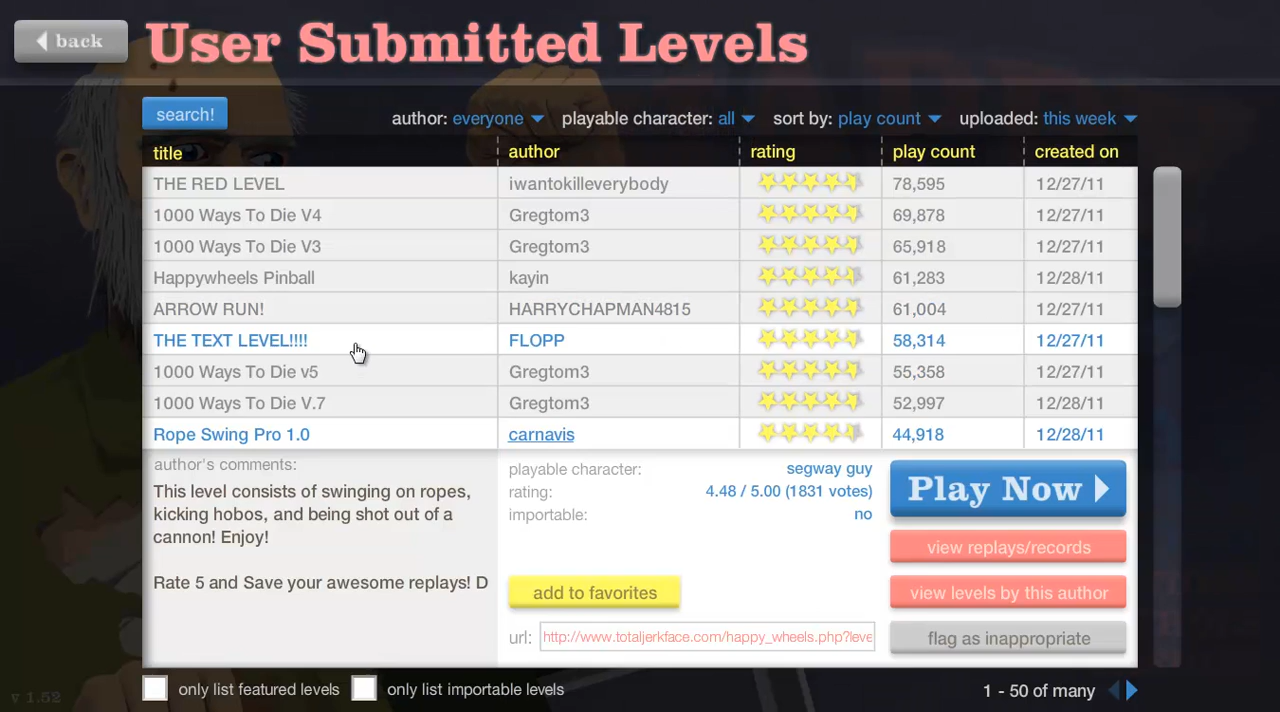 back
User Submitted Levels
search!
author: everyone playable character: all sort by: play count uploaded: this week
title author rating play count created on
THE RED LEVEL iwantokilleverybody 78,595 12/27/11
1000 Ways To Die V4 Gregtom3 69,878 12/27/11
1000 Ways To Die V3 Gregtom3 65,918 12/27/11
Happywheels Pinball kayin 61,283 12/28/11
ARROW RUN! HARRYCHAPMAN4815 61,004 12/27/11
THE TEXT LEVEL!!!! FLOPP 58,314 12/27/11
1000 Ways To Die v5 Gregtom3 55,358 12/27/11
1000 Ways To Die V.7 Gregtom3 52,997 12/28/11
Rope Swing Pro 1.0 carnavis 44,918 12/28/11
author's comments:
This level consists of swinging on ropes,
kicking hobos, and being shot out of a
cannon! Enjoy!
Rate 5 and Save your awesome replays! D
playable character: segway guy
rating: 4.48 / 5.00 (1831 votes)
importable: no
add to favorites
url: http://www.totaljerkface.com/happy_wheels.php?leve
Play Now
view replays/records
view levels by this author
flag as inappropriate
v 1.52
only list featured levels only list importable levels
1 - 50 of many